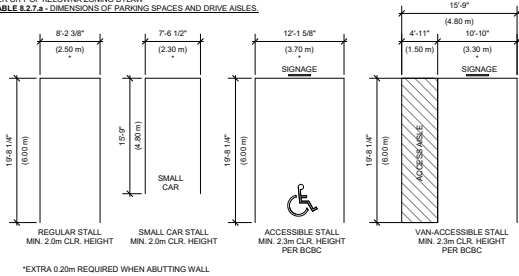 TABLE 8.2.7.a - DIMENSIONS OF PARKING SPACES AND DRIVE AISLES.
15'-9"
(4.80 m)
8'-2 3/8"
(2.50 m)
*
7'-6 1/2"
(2.30 m)
*
12'-1 5/8"
(3.70 m)
*
SIGNAGE
4'-11"
(1.50 m)
10'-10"
(3.30 m)
*
SIGNAGE
19'-8 1/4"
(6.00 m)
15'-9"
(4.80 m)
19'-8 1/4"
(6.00 m)
19'-8 1/4"
(6.00 m)
ACCESS AISLE
SMALL
CAR
REGULAR STALL
MIN. 2.0m CLR. HEIGHT
SMALL CAR STALL
MIN. 2.0m CLR. HEIGHT
ACCESSIBLE STALL
MIN. 2.3m CLR. HEIGHT
PER BCBC
VAN-ACCESSIBLE STALL
MIN. 2.3m CLR. HEIGHT
PER BCBC
*EXTRA 0.20m REQUIRED WHEN ABUTTING WALL